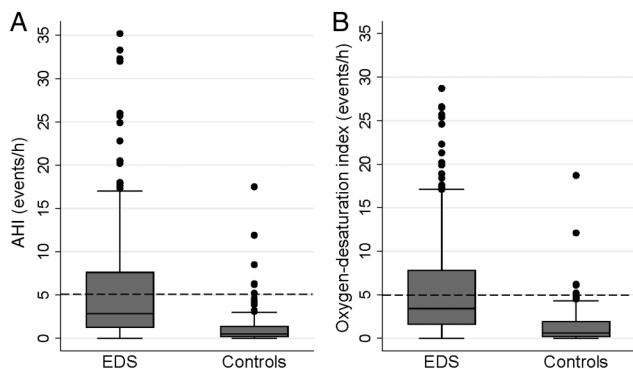 A
AHI (events/h)
35
30
25
20
15
10
5
0
EDS
Controls
B
Oxygen-desaturation index (events/h)
35
30
25
20
15
10
5
0
EDS
Controls